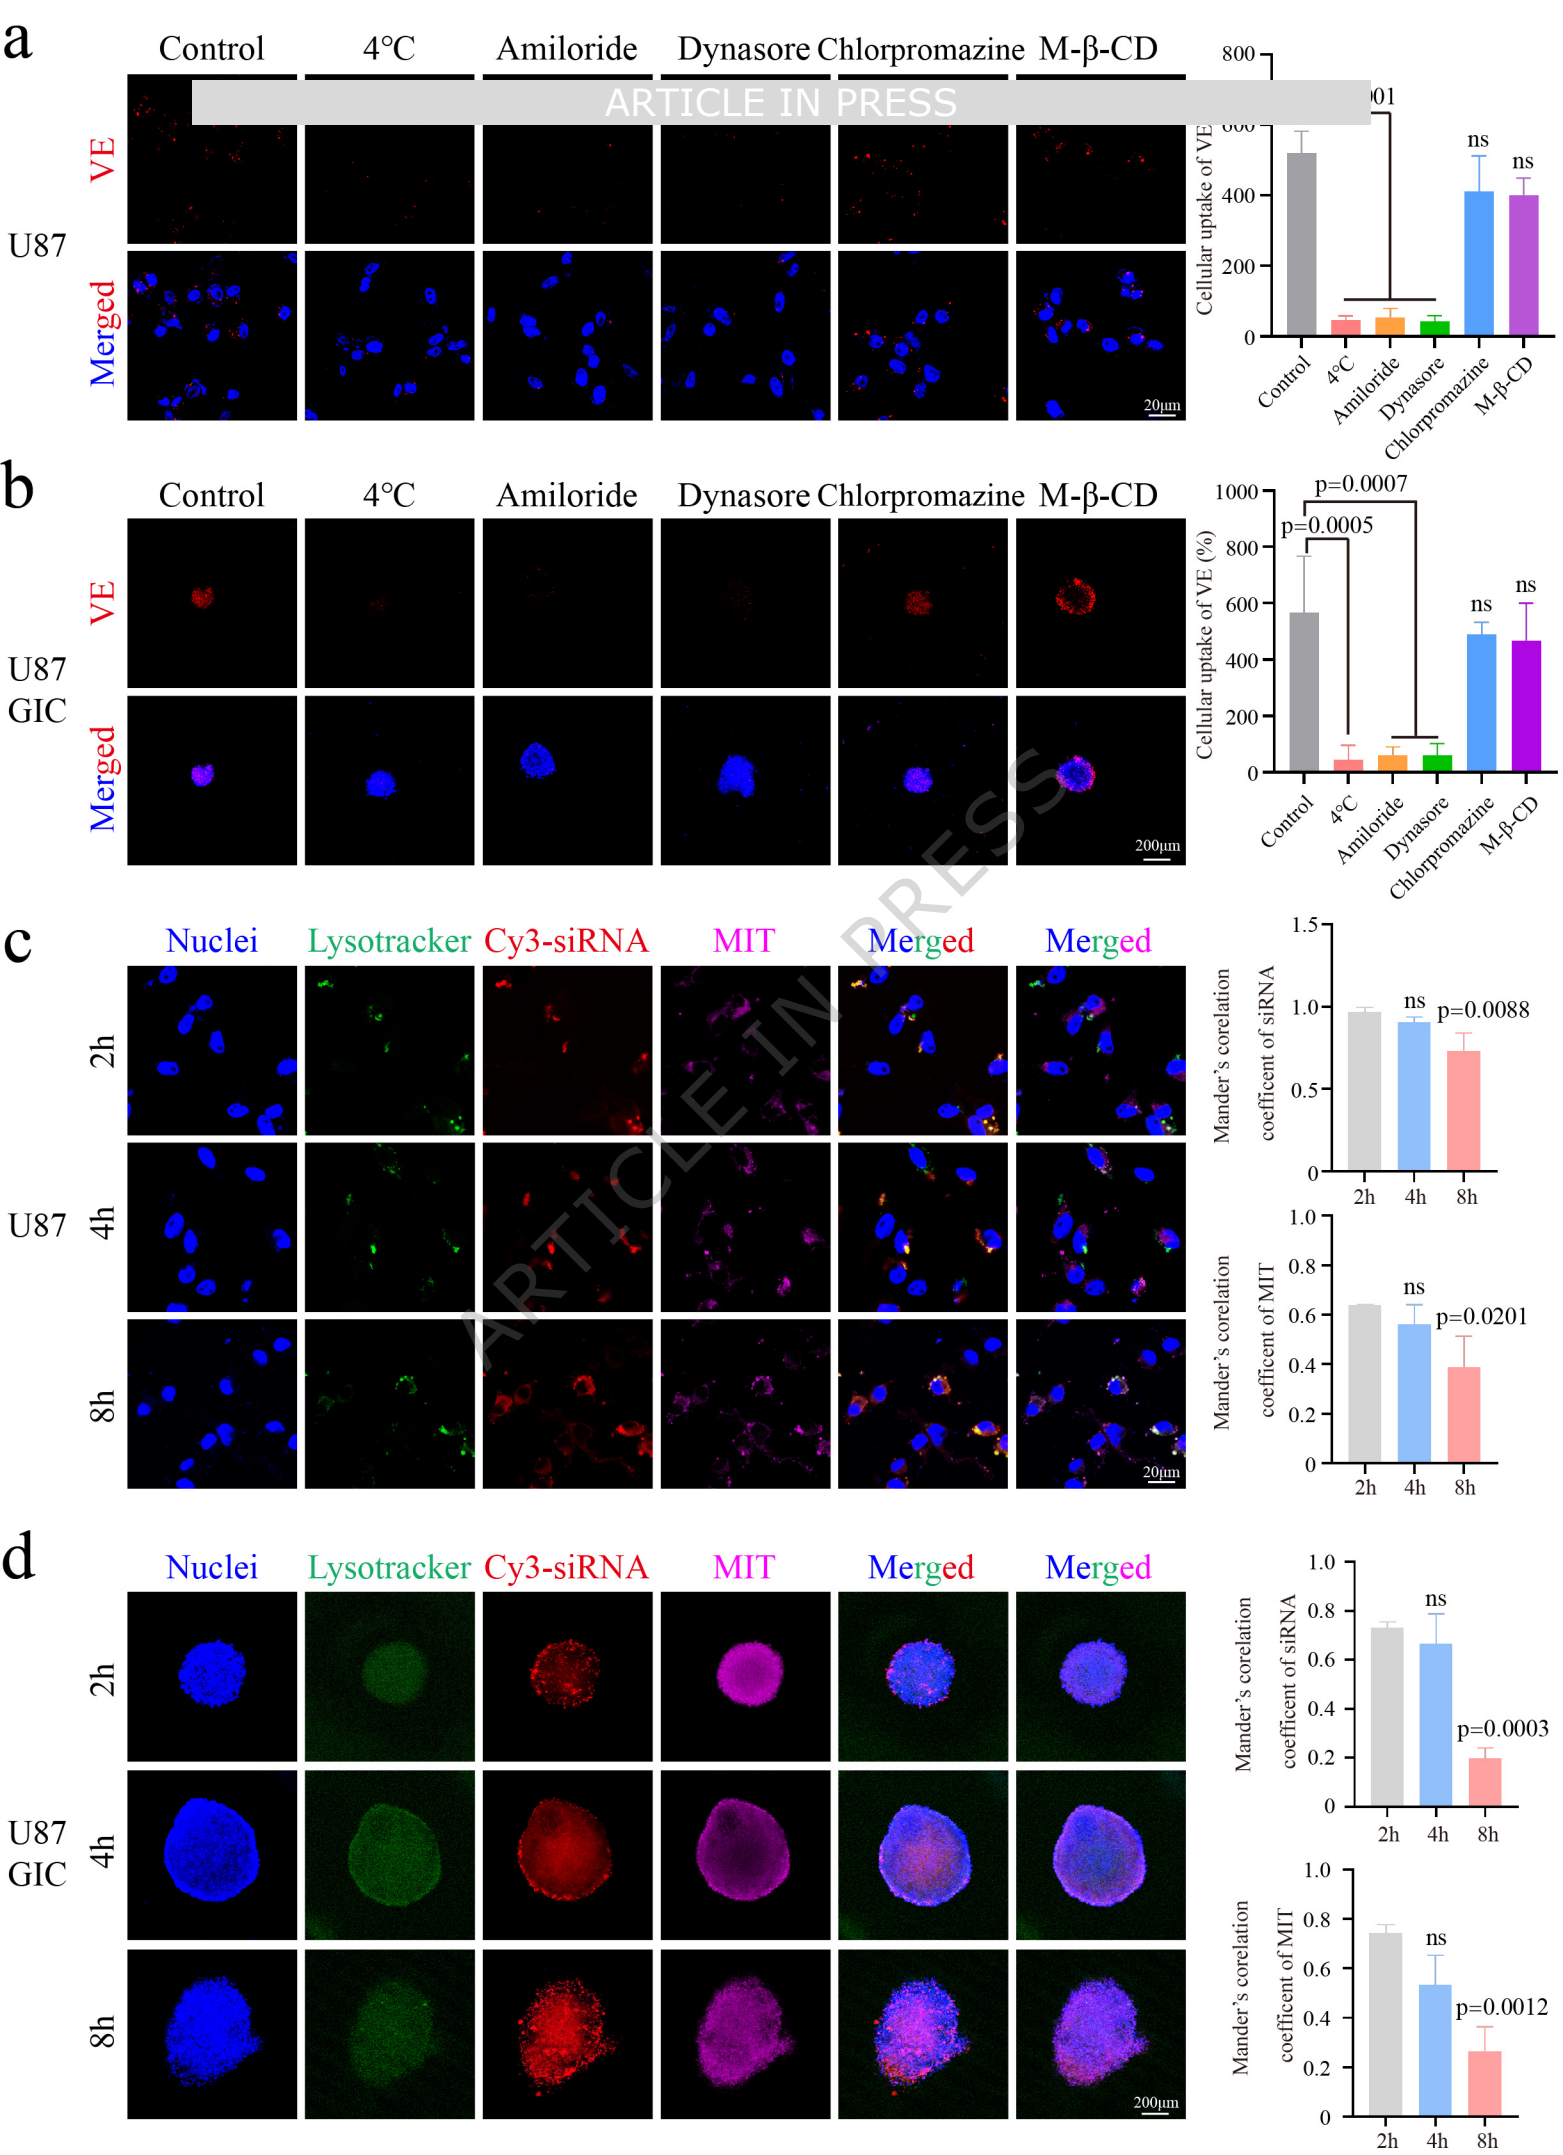 a
Control 4°C Amiloride Dynasore Chlorpromazine M-β-CD
ARTICLE IN PRESS
VE
U87
Merged
20μm
Cellular uptake of VE
800
600
400
200
0
001
ns
ns
Control 4°C Amiloride Dynasore Chlorpromazine M-β-CD
b
Control 4°C Amiloride Dynasore Chlorpromazine M-β-CD
VE
U87
GIC
Merged
200μm
Cellular uptake of VE (%)
1000
800
600
400
200
0
p=0.0007
p=0.0005
ns
ns
Control 4°C Amiloride Dynasore Chlorpromazine M-β-CD
c
Nuclei Lysotracker Cy3-siRNA MIT Merged Merged
2h
U87
4h
8h
20μm
Mander's corelation
coefficent of siRNA
1.5
1.0
0.5
0
ns
p=0.0088
2h 4h 8h
Mander's corelation
coefficent of MIT
1.0
0.8
0.6
0.4
0.2
0
ns
p=0.0201
2h 4h 8h
ARTICLE IN PRESS
d
Nuclei Lysotracker Cy3-siRNA MIT Merged Merged
2h
U87
GIC
4h
8h
200μm
Mander's corelation
coefficent of siRNA
1.0
0.8
0.6
0.4
0.2
0
ns
p=0.0003
2h 4h 8h
Mander's corelation
coefficent of MIT
1.0
0.8
0.6
0.4
0.2
0
ns
p=0.0012
2h 4h 8h